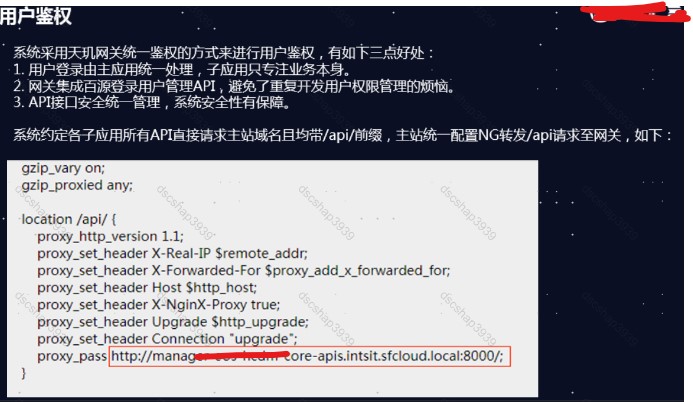 用户鉴权
系统采用天玑网关统一鉴权的方式来进行用户鉴权，有如下三点好处：
1. 用户登录由主应用统一处理，子应用只专注业务本身。
2. 网关集成百源登录用户管理API，避免了重复开发用户权限管理的烦恼。
3. API接口安全统一管理，系统安全性有保障。
系统约定各子应用所有API直接请求主站域名且均带/api/前缀，主站统一配置NG转发/api请求至网关，如下：
gzip_vary on;
gzip_proxied any;
location /api/ {
proxy_http_version 1.1;
proxy_set_header X-Real-IP $remote_addr;
proxy_set_header X-Forwarded-For $proxy_add_x_forwarded_for;
proxy_set_header Host $http_host;
proxy_set_header X-NginX-Proxy true;
proxy_set_header Upgrade $http_upgrade;
proxy_set_header Connection "upgrade";
proxy_pass http://manage core-apis.intsit.sfcloud.local:8000/;
}
dscshap3939
dscshap3939
dscshap3939
dscshap3939
dscshap3939
dscshap3939